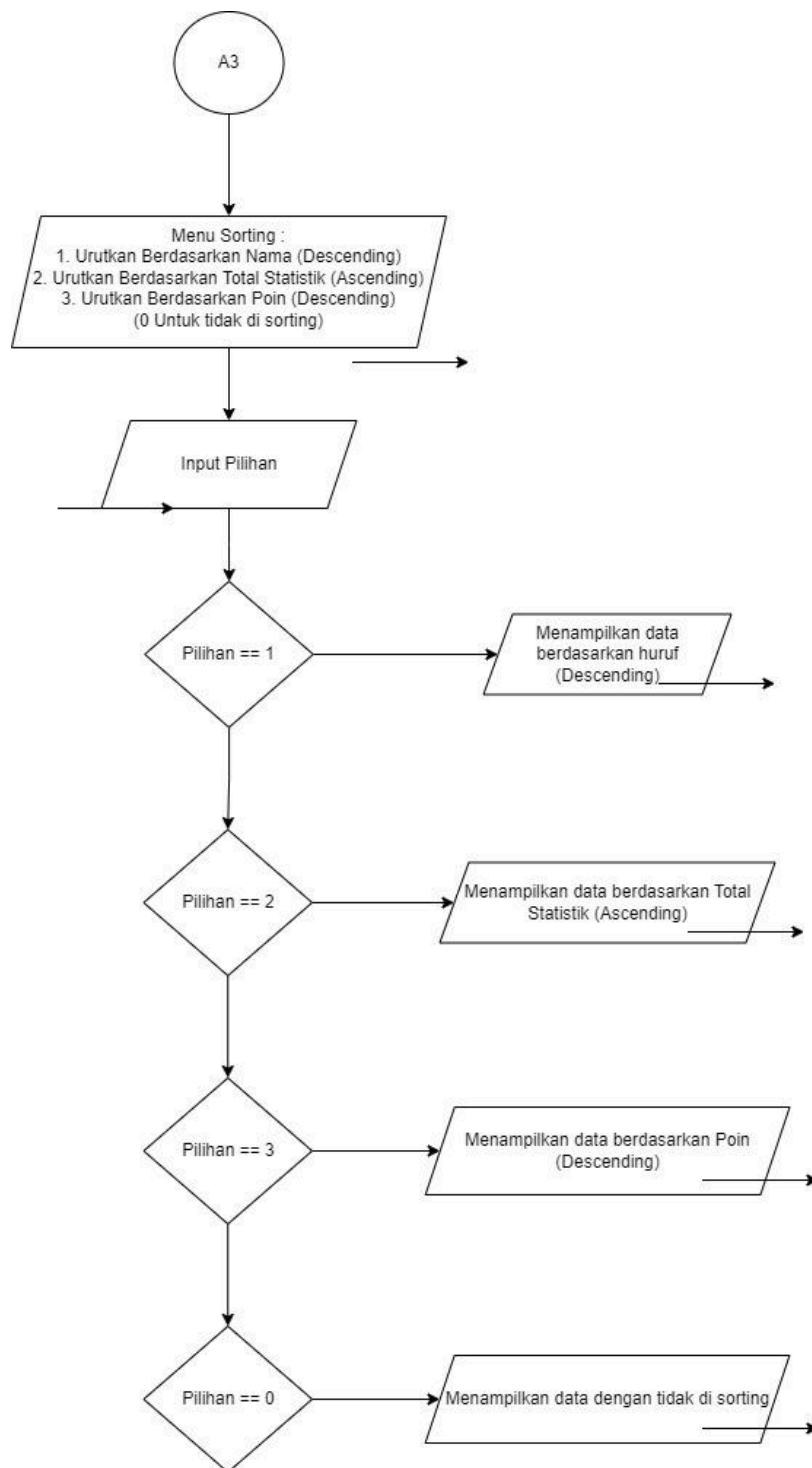 A3
Menu Sorting :
1. Urutkan Berdasarkan Nama (Descending)
2. Urutkan Berdasarkan Total Statistik (Ascending)
3. Urutkan Berdasarkan Poin (Descending)
(0 Untuk tidak di sorting)
Input Pilihan
Pilihan == 1
Menampilkan data
berdasarkan huruf
(Descending)
Pilihan == 2
Menampilkan data berdasarkan Total
Statistik (Ascending)
Pilihan == 3
Menampilkan data berdasarkan Poin
(Descending)
Pilihan == 0
Menampilkan data dengan tidak di sorting